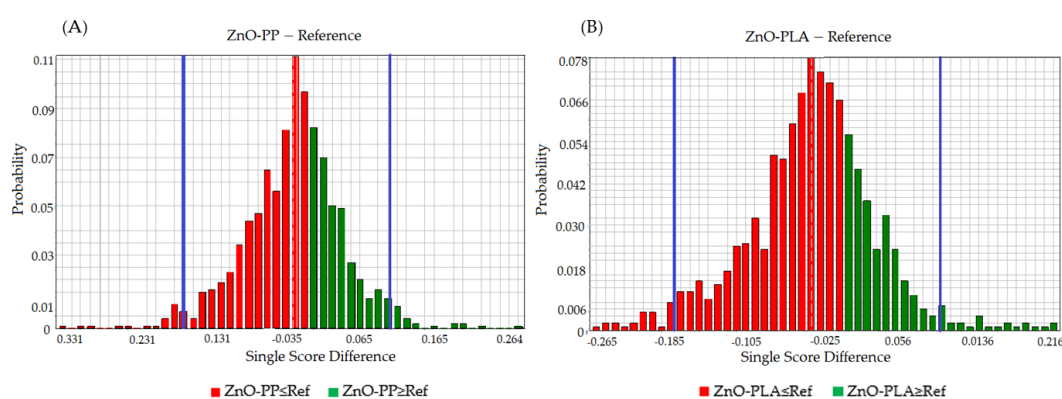 (A)
ZnO-PP – Reference
Probability
0.11
0.09
0.07
0.05
0.03
0.01
0
0.331 0.231 0.131 -0.035 0.065 0.165 0.264
Single Score Difference
ZnO-PP≤Ref ZnO-PP≥Ref
(B)
ZnO-PLA – Reference
Probability
0.078
0.066
0.054
0.042
0.030
0.018
0.006
0
-0.265 -0.185 -0.105 -0.025 0.056 0.0136 0.216
Single Score Difference
ZnO-PLA≤Ref ZnO-PLA≥Ref